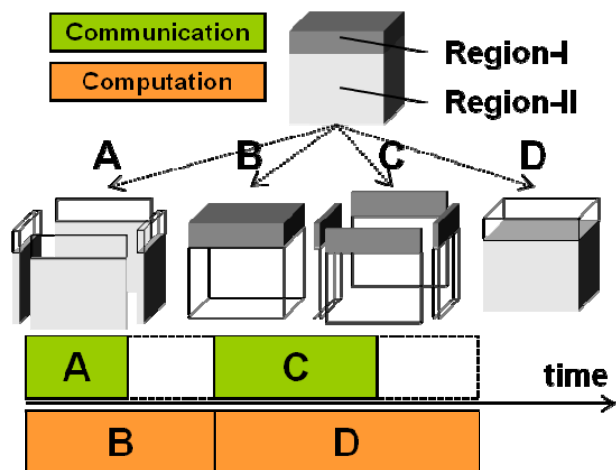 Communication
Computation
Region-I
Region-II
A B C D
A C time
B D